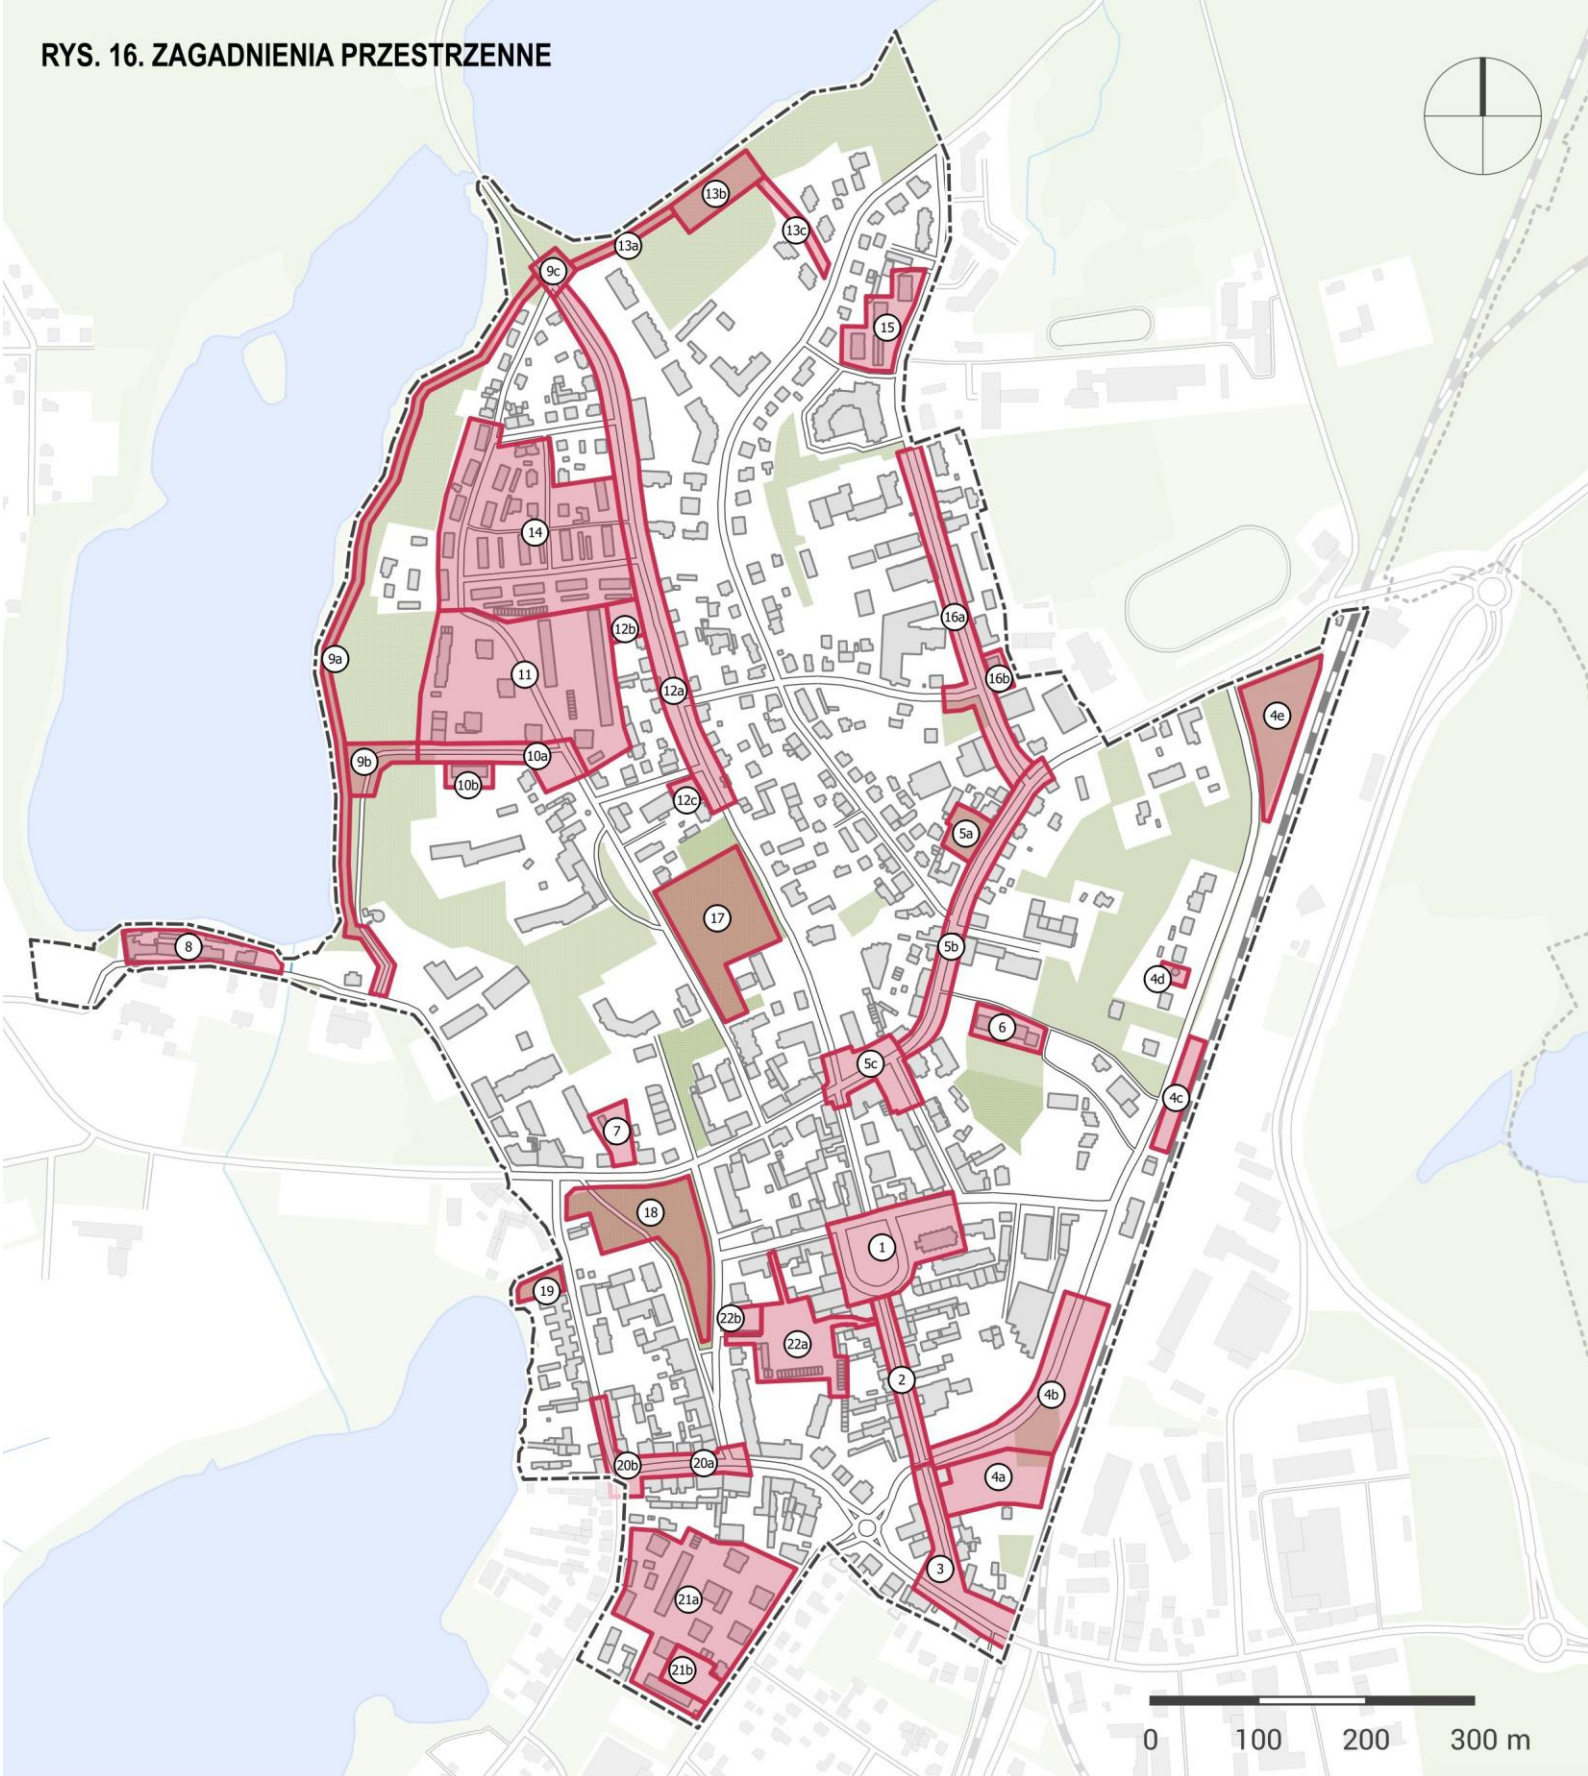 RYS. 16. ZAGADNIENIA PRZESTRZENNE
13b
13c
13a
9c
15
14
16a
12b
9a
11
16b
12a
4e
9b
10a
10b
12c
5a
17
8
5b
4d
6
5c
4c
7
18
1
19
22b
22a
2
4b
20b
20a
4a
3
21a
21b
0 100 200 300 m